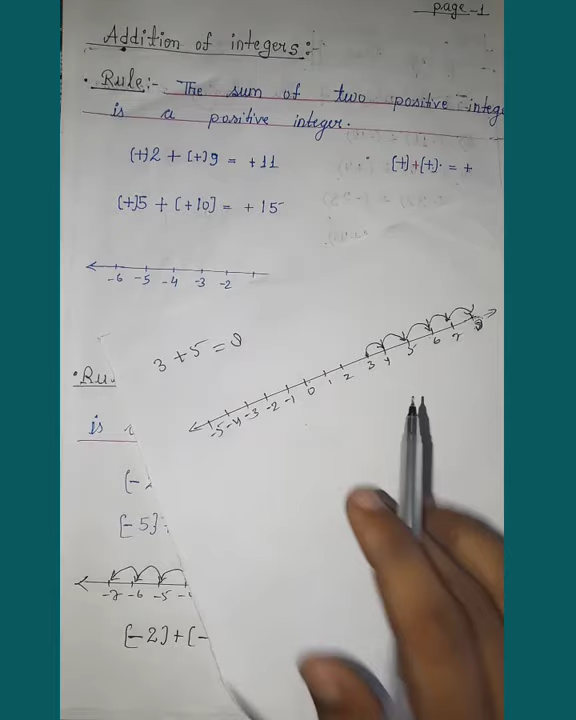 page-1
Addition of integers:-
• Rule:- The sum of two positive integ
is a positive integer.
(+)2 + (+)9 = +11
(+)+(+) = +
(+)5 + (+10) = +15
-6 -5 -4 -3 -2
3 + 5 = 8
-5 -4 -3 -2 -1 0 1 2 3 4 5 6 7 8
• Ru
is
(-
(-5)
-7 -6 -5
(-2)+(-